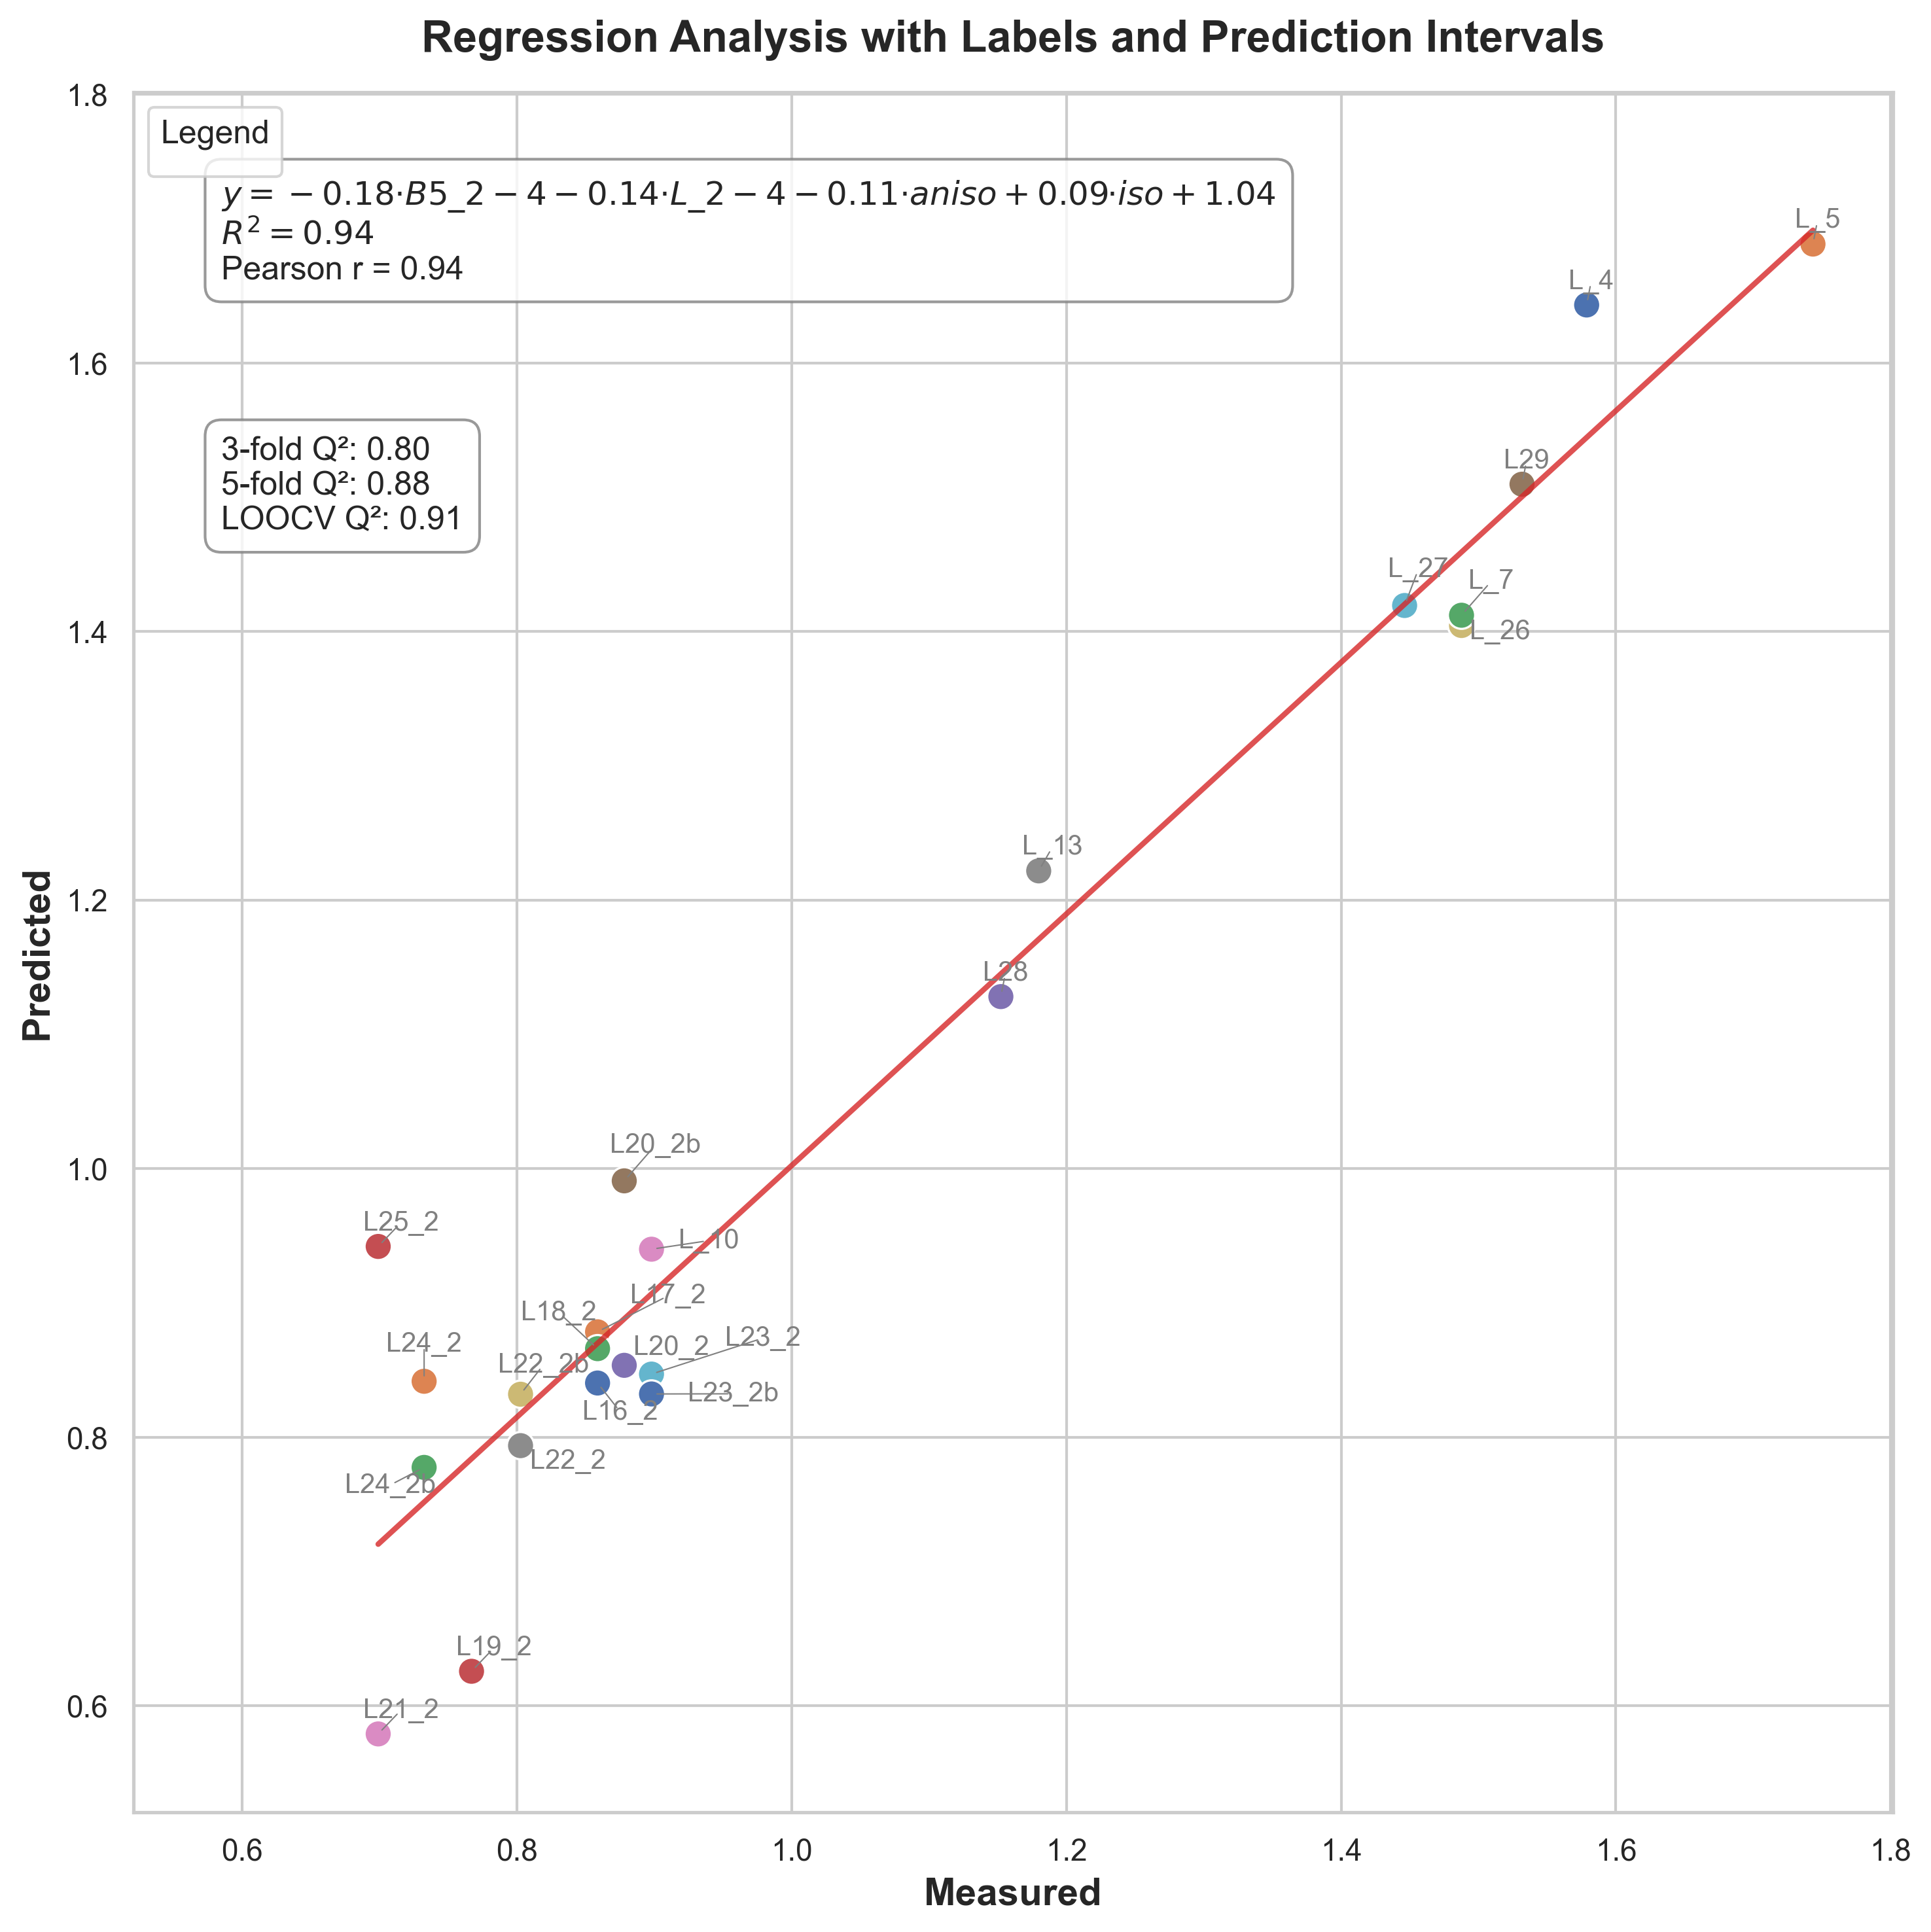 Regression Analysis with Labels and Prediction Intervals
1.8
Legend
y = −0.18·B5_2 − 4 − 0.14·L_2 − 4 − 0.11·aniso + 0.09·iso + 1.04
R² = 0.94
Pearson r = 0.94
L_5
L_4
1.6
3-fold Q²: 0.80
5-fold Q²: 0.88
LOOCV Q²: 0.91
L29
L_27
L_7
L_26
1.4
L_13
1.2
L28
L20_2b
1.0
L25_2
L_10
L17_2
L18_2
L24_2
L20_2
L23_2
L22_2b
L23_2b
L16_2
0.8
L22_2
L24_2b
L19_2
L21_2
0.6
Predicted
0.6 0.8 1.0 1.2 1.4 1.6 1.8
Measured